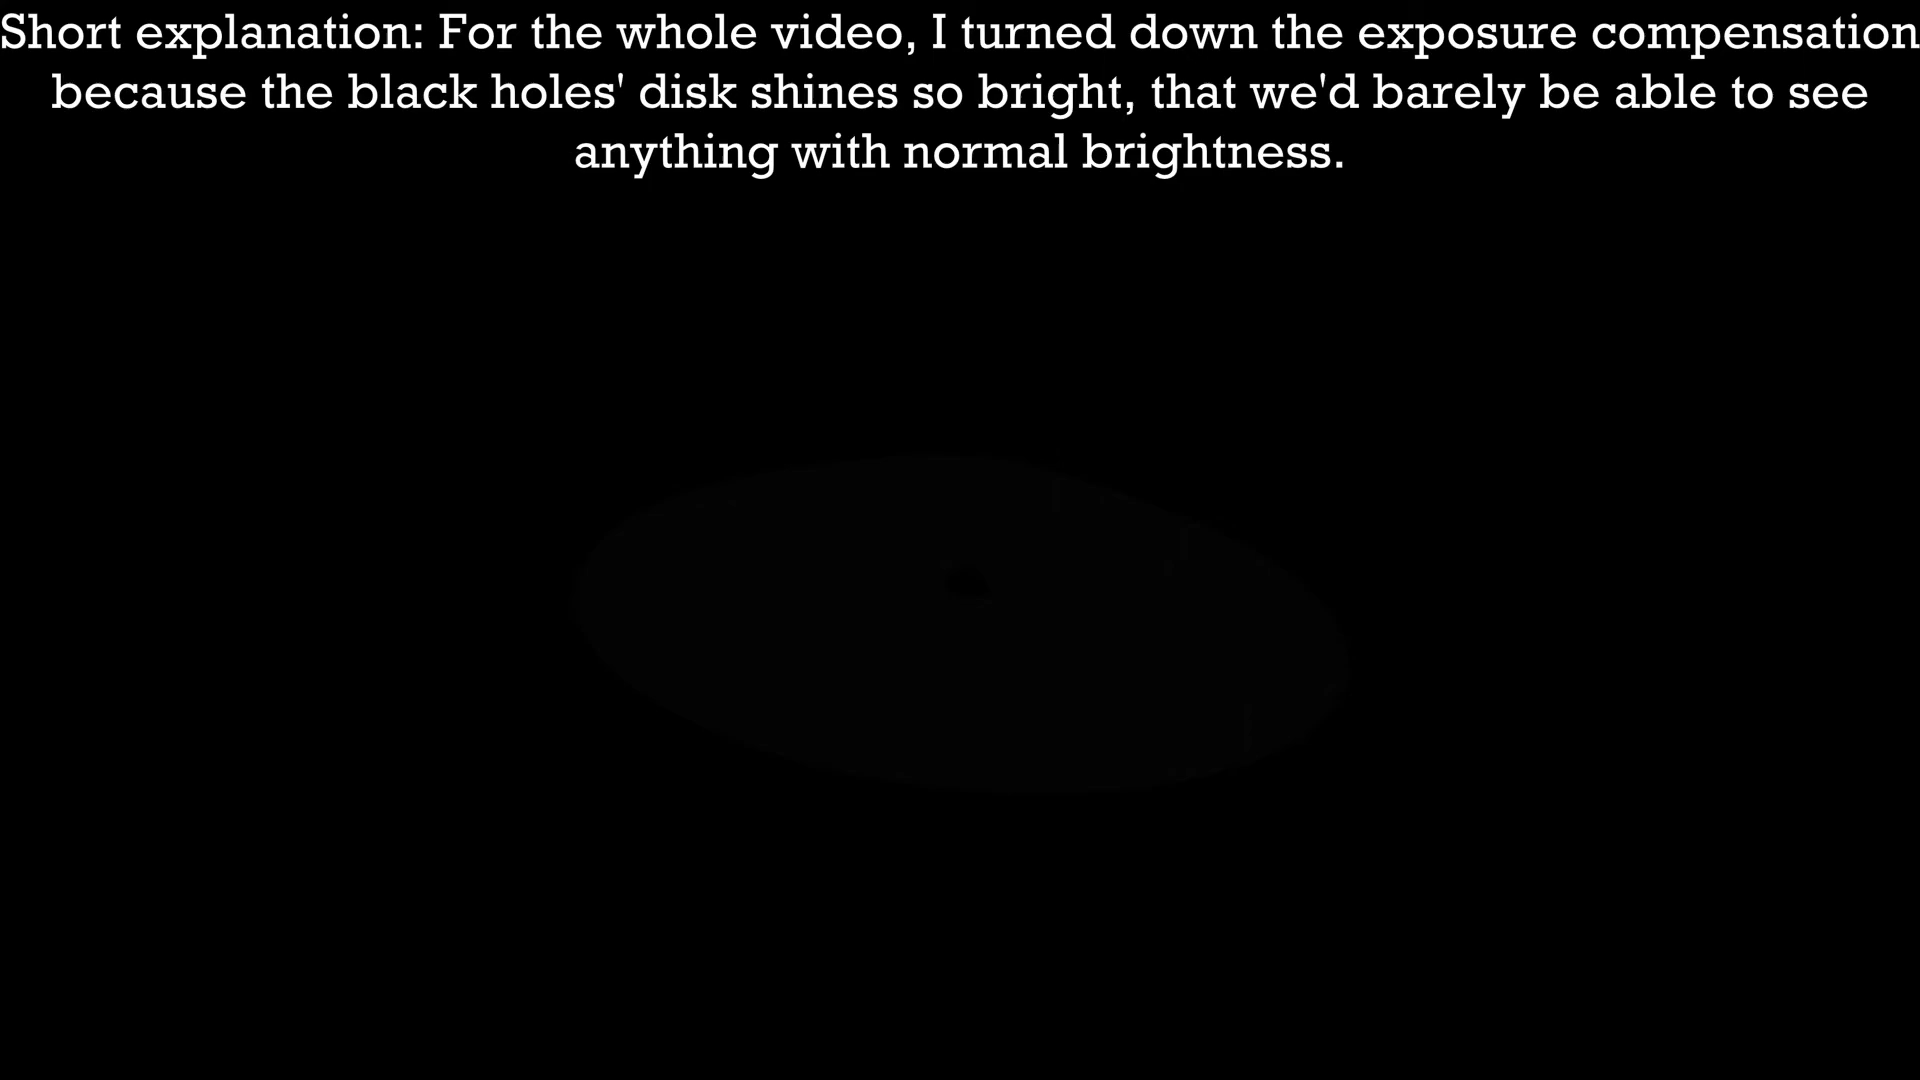 Short explanation: For the whole video, I turned down the exposure compensation
because the black holes' disk shines so bright, that we'd barely be able to see
anything with normal brightness.